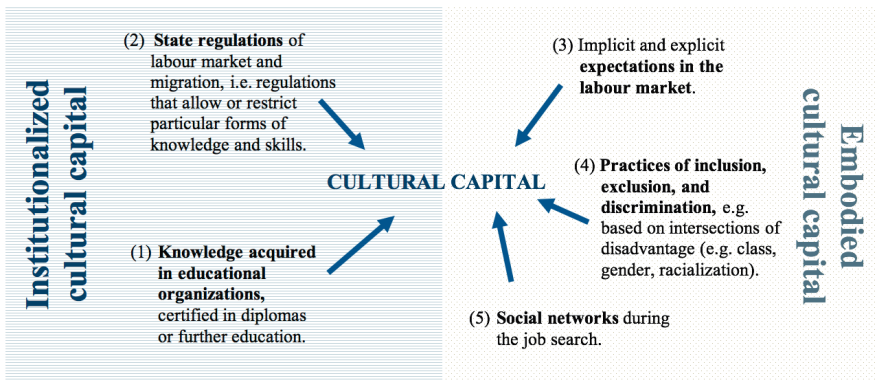 Institutionalized
cultural capital
(2) State regulations of
labour market and
migration, i.e. regulations
that allow or restrict
particular forms of
knowledge and skills.
(1) Knowledge acquired
in educational
organizations,
certified in diplomas
or further education.
CULTURAL CAPITAL
(3) Implicit and explicit
expectations in the
labour market.
(4) Practices of inclusion,
exclusion, and
discrimination, e.g.
based on intersections of
disadvantage (e.g. class,
gender, racialization).
(5) Social networks during
the job search.
Embodied
cultural capital